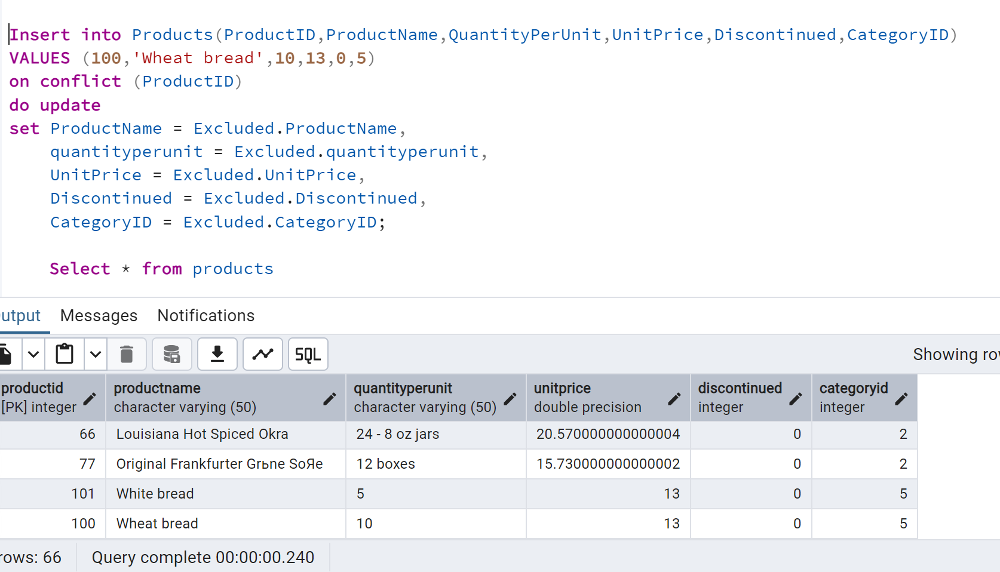 Insert into Products(ProductID,ProductName,QuantityPerUnit,UnitPrice,Discontinued,CategoryID)
VALUES (100,'Wheat bread',10,13,0,5)
on conflict (ProductID)
do update
set ProductName = Excluded.ProductName,
quantityperunit = Excluded.quantityperunit,
UnitPrice = Excluded.UnitPrice,
Discontinued = Excluded.Discontinued,
CategoryID = Excluded.CategoryID;
Select * from products
utput Messages Notifications
SQL Showing ro
productid productname quantityperunit unitprice discontinued categoryid
[PK] integer character varying (50) character varying (50) double precision integer integer
66 Louisiana Hot Spiced Okra 24 - 8 oz jars 20.570000000000004 0 2
77 Original Frankfurter Grьne SoЯe 12 boxes 15.730000000000002 0 2
101 White bread 5 13 0 5
100 Wheat bread 10 13 0 5
rows: 66 Query complete 00:00:00.240